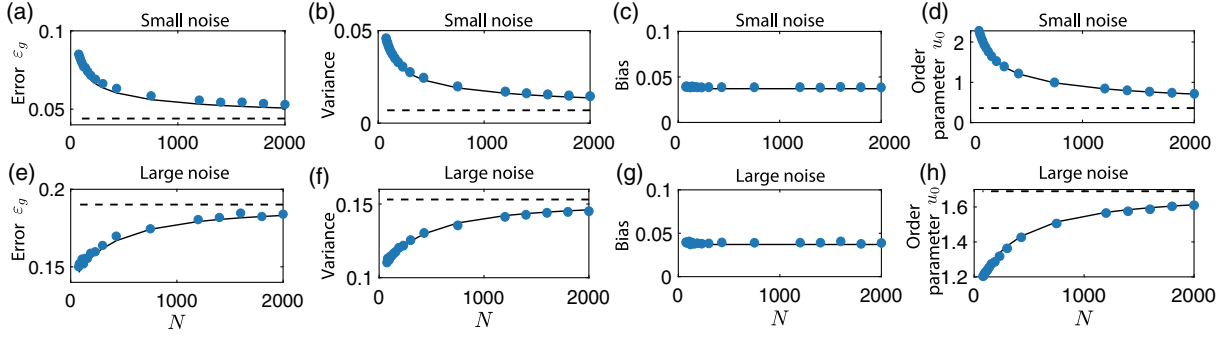 (a) Small noise
Error εg
0.1
0.05
0 1000 2000
(b) Small noise
Variance
0.05
0
0 1000 2000
(c) Small noise
Bias
0.1
0.05
0
0 1000 2000
(d) Small noise
Order
parameter u0
2
1
0
0 1000 2000
(e) Large noise
Error εg
0.2
0.15
0 1000 2000
N
(f) Large noise
Variance
0.15
0.1
0 1000 2000
N
(g) Large noise
Bias
0.1
0.05
0
0 1000 2000
N
(h) Large noise
Order
parameter u0
1.6
1.4
1.2
0 1000 2000
N